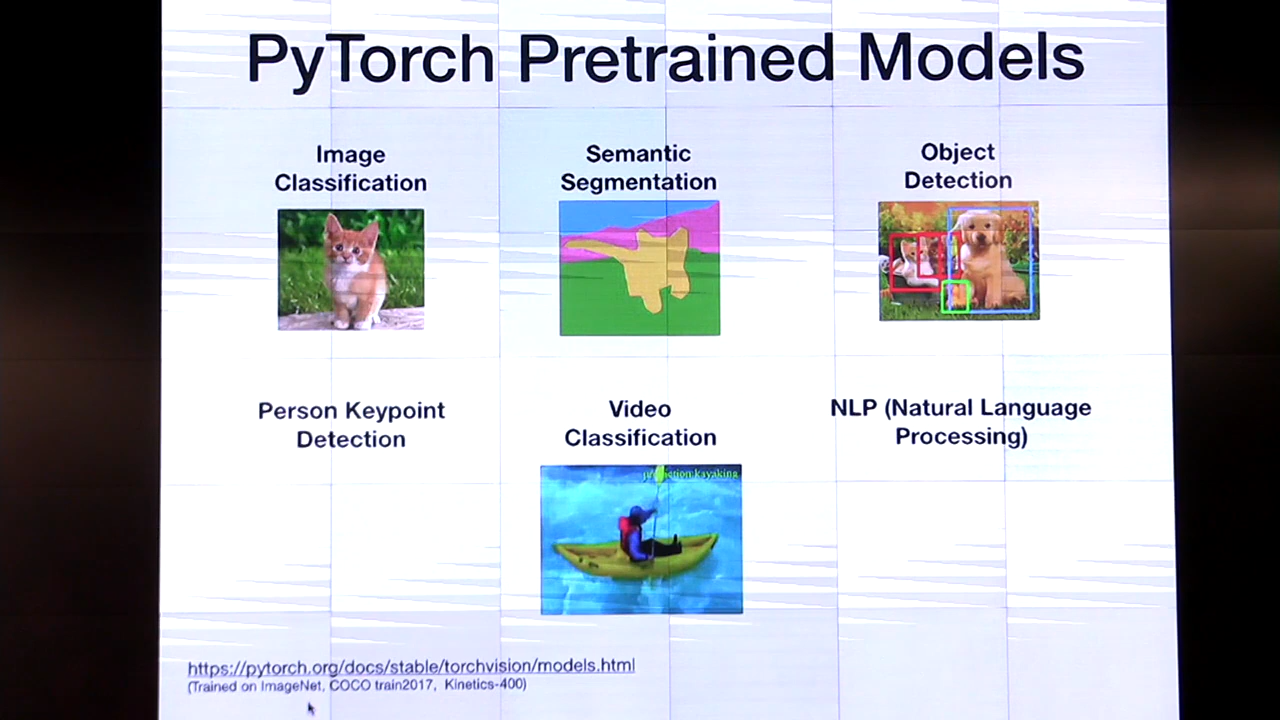 PyTorch Pretrained Models
Image
Classification
Semantic
Segmentation
Object
Detection
Person Keypoint
Detection
Video
Classification
NLP (Natural Language
Processing)
kayaking
https://pytorch.org/docs/stable/torchvision/models.html
(Trained on ImageNet, COCO train2017, Kinetics-400)